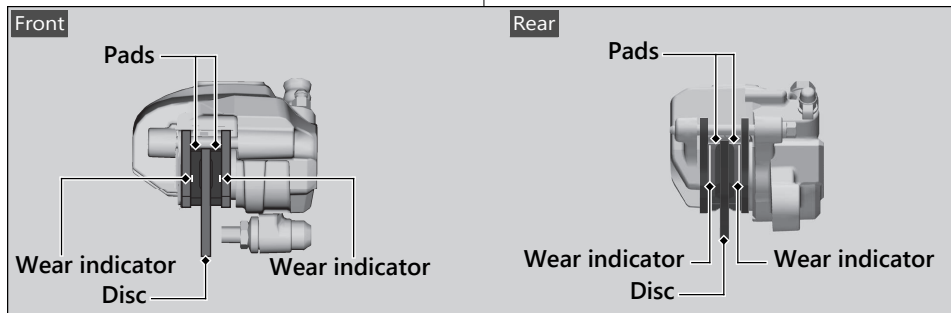 Front
Pads
Wear indicator
Wear indicator
Disc
Rear
Pads
Wear indicator
Wear indicator
Disc